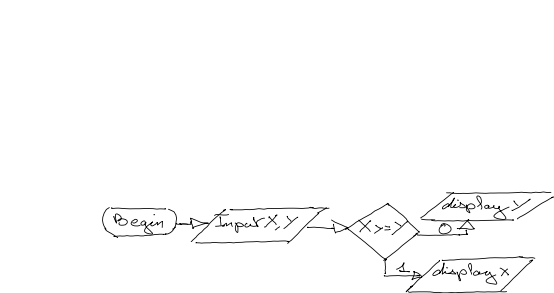 Begin
Input X, Y
X >= Y
display Y
0
1
display x